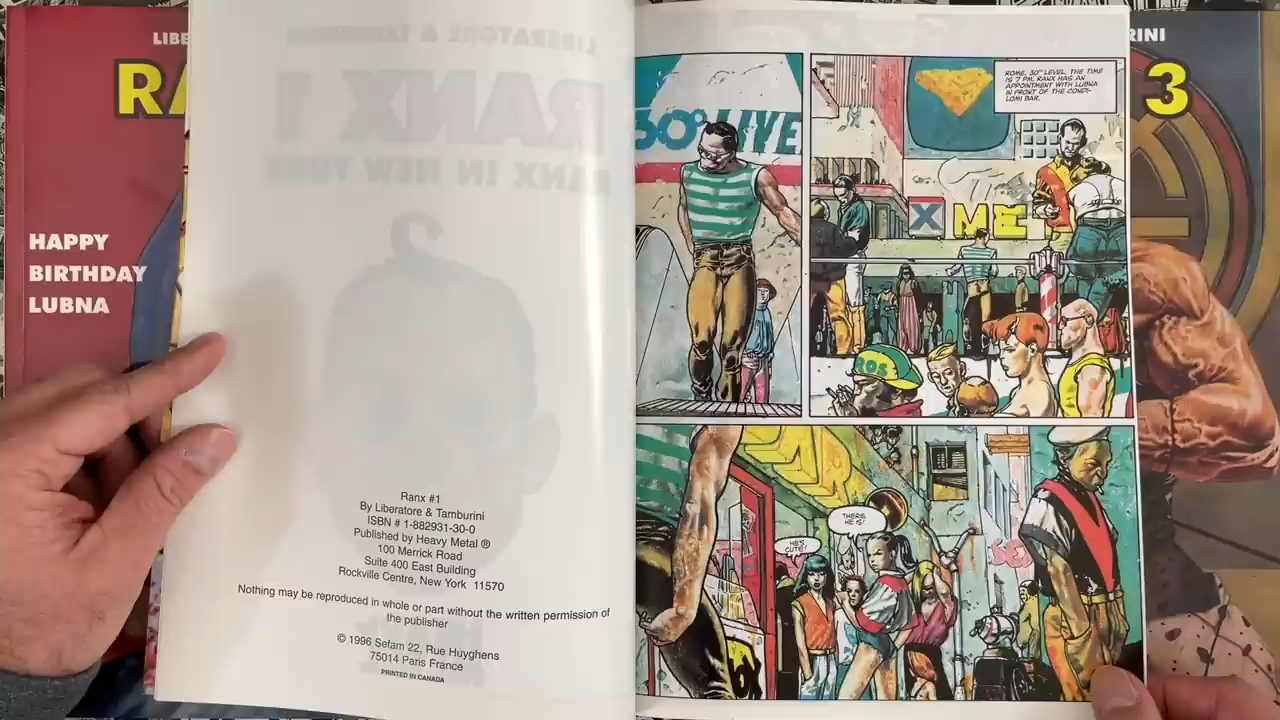 LIBE
RA
HAPPY
BIRTHDAY
LUBNA
LIBERATORE & TAMBURINI
RANX 1
RANX IN NEW YORK
Ranx #1
By Liberatore & Tamburini
ISBN # 1-882931-30-0
Published by Heavy Metal ®
100 Merrick Road
Suite 400 East Building
Rockville Centre, New York 11570
Nothing may be reproduced in whole or part without the written permission of
the publisher
© 1996 Sefam 22, Rue Huyghens
75014 Paris France
PRINTED IN CANADA
30° LIVE
ROME, 30TH LEVEL. THE TIME
IS 7 PM. RANX HAS AN
APPOINTMENT WITH LUBNA
IN FRONT OF THE CONDI-
LOMI BAR.
X MET
ROS
BAR
THERE
HE IS!
HE'S
CUTE!
RINI
3